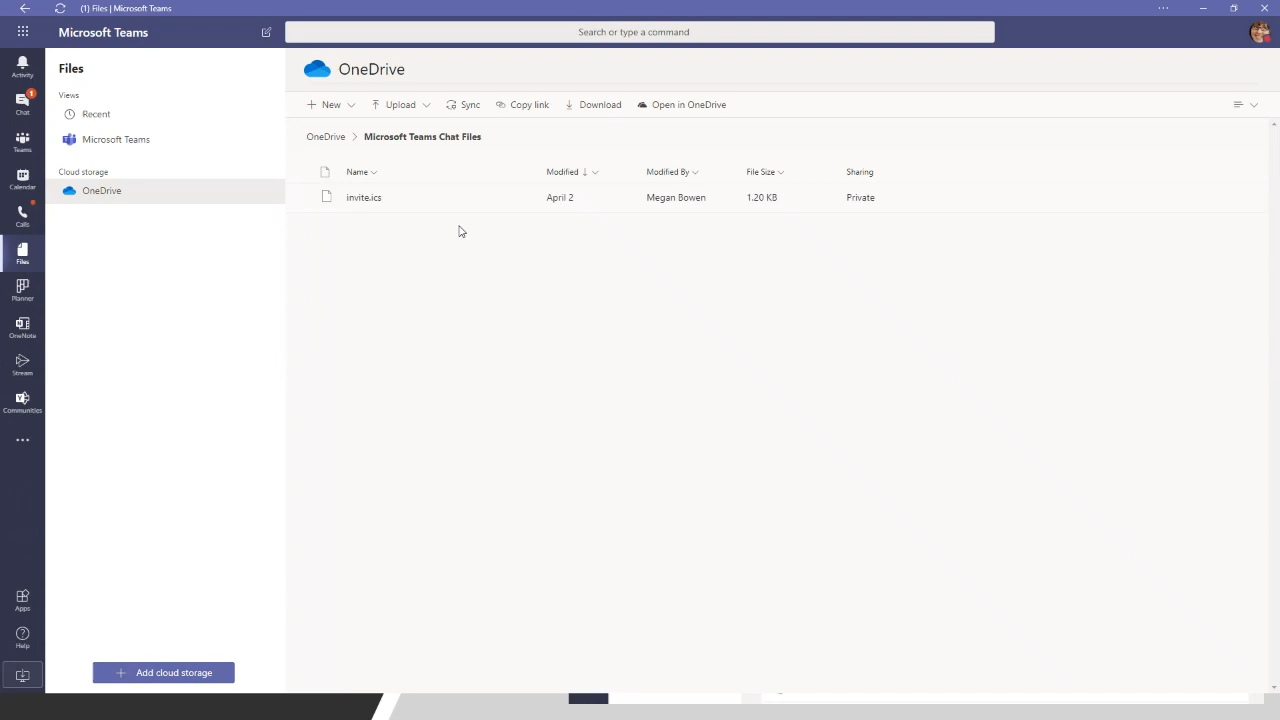 (1) Files | Microsoft Teams
Microsoft Teams
Search or type a command
Activity
1
Chat
Teams
Calendar
Calls
Files
Planner
OneNote
Stream
Communities
Apps
Help
Files
Views
Recent
Microsoft Teams
Cloud storage
OneDrive
Add cloud storage
OneDrive
New Upload Sync Copy link Download Open in OneDrive
OneDrive > Microsoft Teams Chat Files
Name Modified Modified By File Size Sharing
invite.ics April 2 Megan Bowen 1.20 KB Private